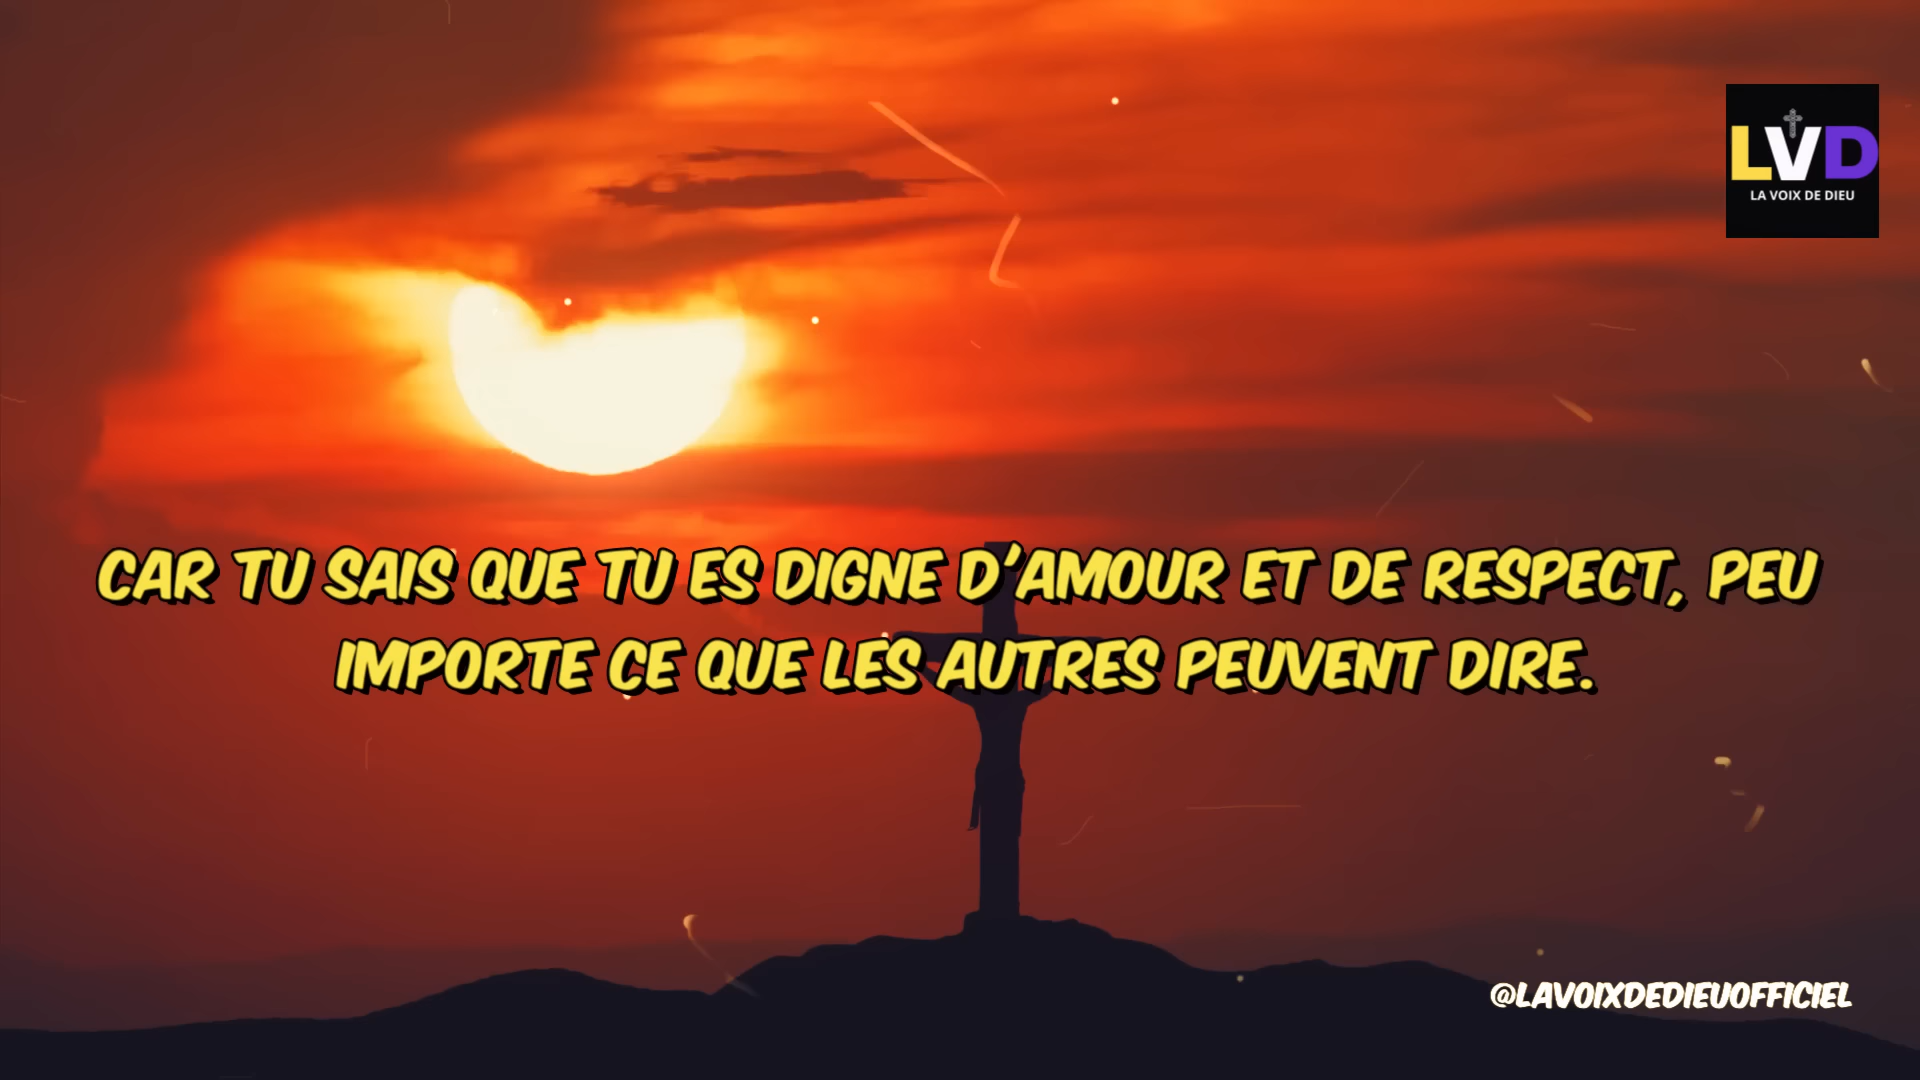 LVD
LA VOIX DE DIEU
CAR TU SAIS QUE TU ES DIGNE D'AMOUR ET DE RESPECT, PEU
IMPORTE CE QUE LES AUTRES PEUVENT DIRE.
@LAVOIXDEDIEUOFFICIEL